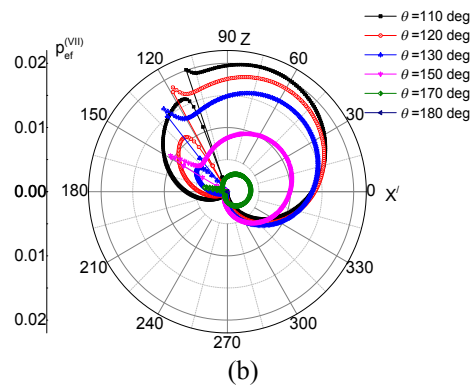 p_ef^(VII)
0.02
0.01
0.00
0.01
0.02
90 Z
120
60
150
30
180
0
X/
210
330
240
300
270
θ =110 deg
θ =120 deg
θ =130 deg
θ =150 deg
θ =170 deg
θ =180 deg
(b)